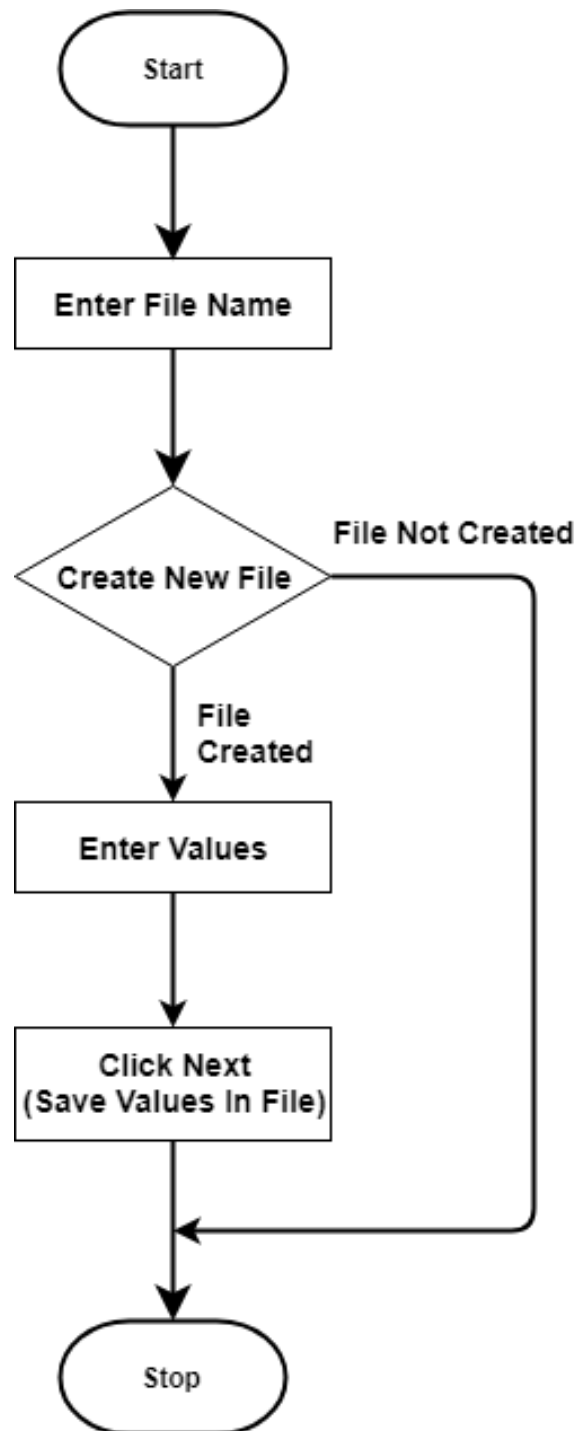 Start
Enter File Name
File Not Created
Create New File
File
Created
Enter Values
Click Next
(Save Values In File)
Stop